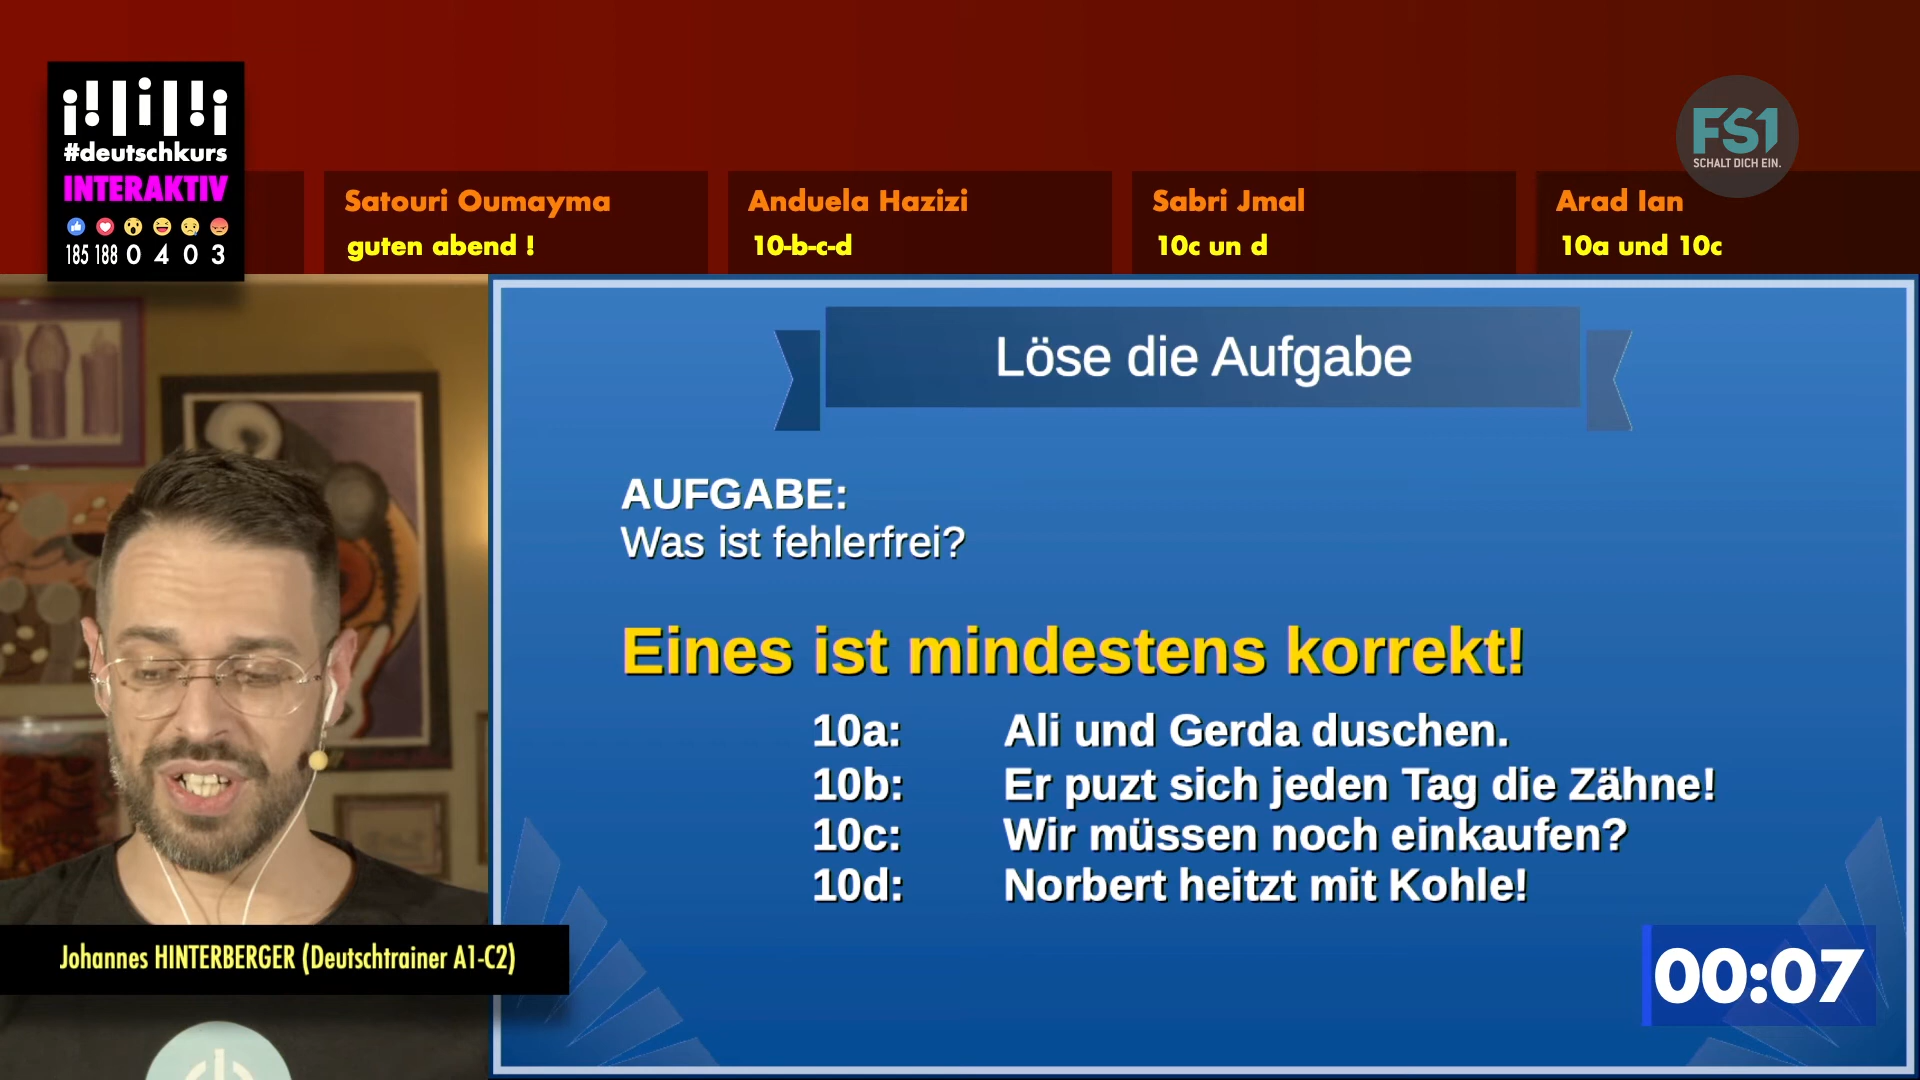 #deutschkurs
INTERAKTIV
185 188 0 4 0 3
FS1
SCHALT DICH EIN.
Satouri Oumayma
guten abend !
Anduela Hazizi
10-b-c-d
Sabri Jmal
10c un d
Arad Ian
10a und 10c
Löse die Aufgabe
AUFGABE:
Was ist fehlerfrei?
Eines ist mindestens korrekt!
10a: Ali und Gerda duschen.
10b: Er puzt sich jeden Tag die Zähne!
10c: Wir müssen noch einkaufen?
10d: Norbert heitzt mit Kohle!
Johannes HINTERBERGER (Deutschtrainer A1-C2)
00:07